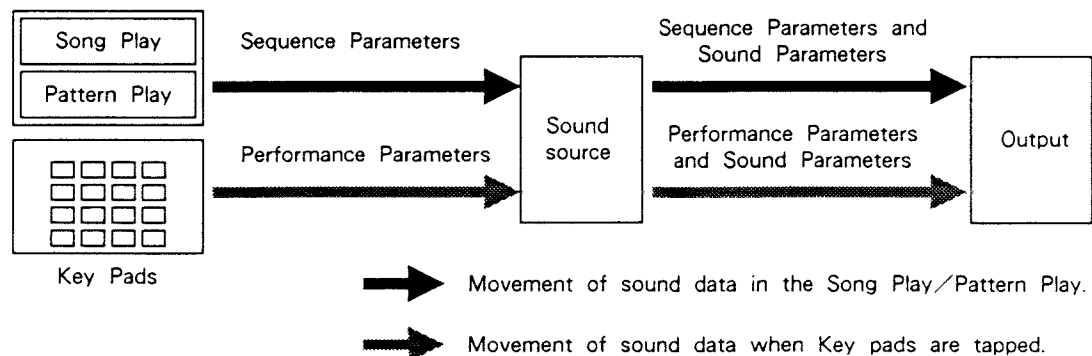 Song Play
Pattern Play
Key Pads
Sequence Parameters
Performance Parameters
Sound
source
Sequence Parameters and
Sound Parameters
Performance Parameters
and Sound Parameters
Output
Movement of sound data in the Song Play／Pattern Play.
Movement of sound data when Key pads are tapped.